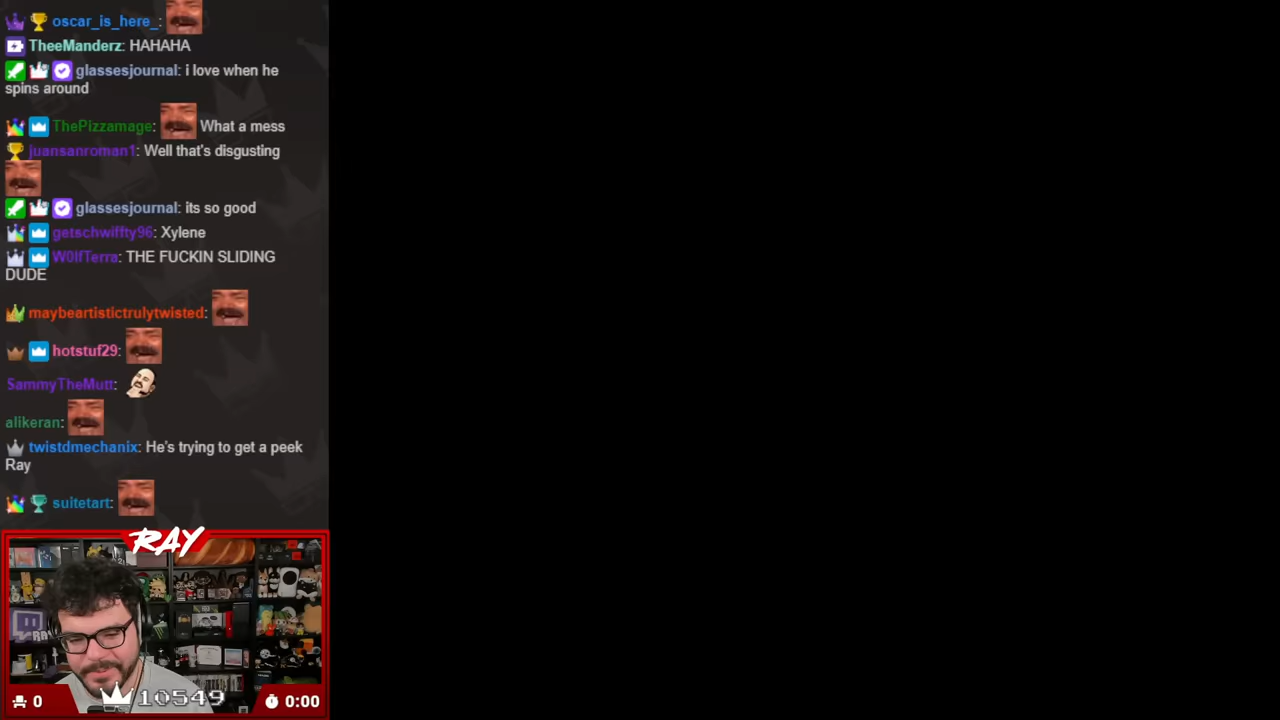 oscar_is_here_:
TheeManderz: HAHAHA
glassesjournal: i love when he
spins around
ThePizzamage: What a mess
juansanroman1: Well that's disgusting
glassesjournal: its so good
getschwiffty96: Xylene
W0lfTerra: THE FUCKIN SLIDING
DUDE
maybeartistictrulytwisted:
hotstuf29:
SammyTheMutt:
alikeran:
twistdmechanix: He's trying to get a peek
Ray
suitetart:
RAY
RA
0
10549
0:00